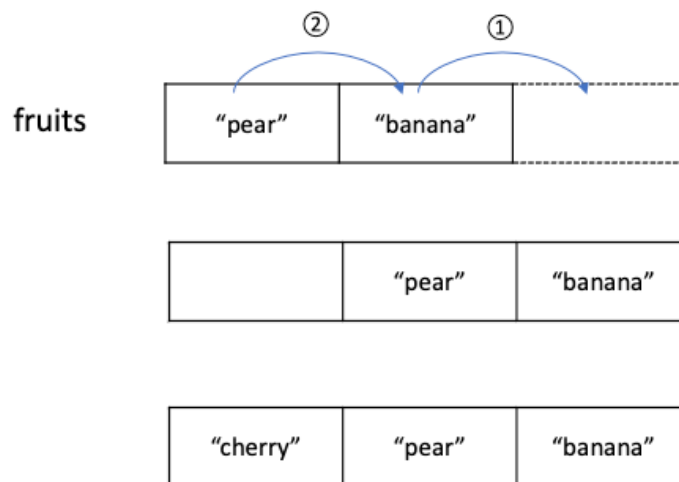 ② ①
fruits “pear” “banana”
“pear” “banana”
“cherry” “pear” “banana”